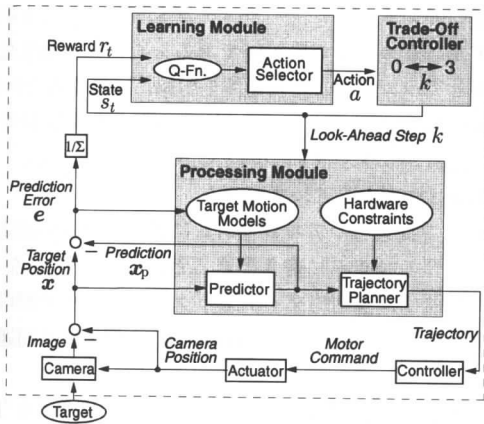 Learning Module
Trade-Off
Controller
Reward r_t
Q-Fn.
Action
Selector
0 ↔ 3
k
Action
a
State
s_t
Look-Ahead Step k
1/Σ
Processing Module
Prediction
Error
e
Target Motion
Models
Hardware
Constraints
Target
Position
x
Prediction
x_p
Predictor
Trajectory
Planner
Trajectory
Image
Camera
Position
Motor
Command
Camera
Actuator
Controller
Target